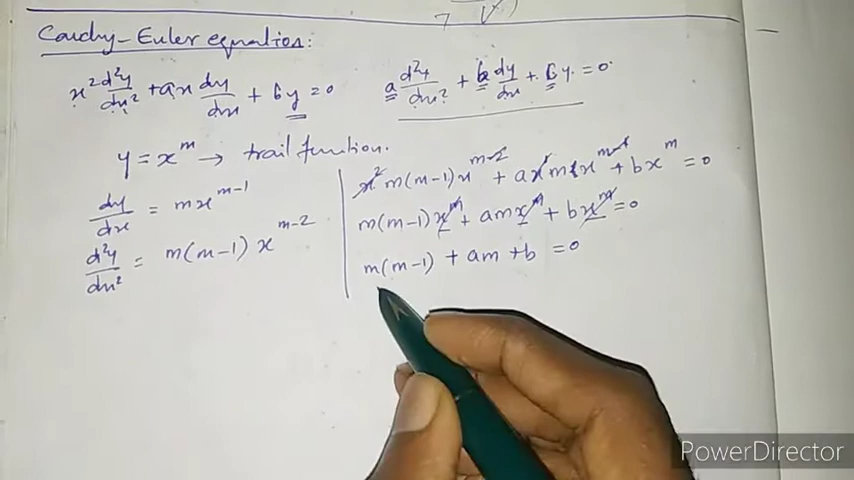 Cauchy-Euler equation:
x² d²y/dx² + ax dy/dx + by = 0
a d²y/dx² + b dy/dx + c y = 0
y = x^m → trail function.
dy/dx = mx^(m-1)
d²y/dx² = m(m-1) x^(m-2)
x² m(m-1)x^(m-2) + ax m x^(m-1) + bx^m = 0
m(m-1)x^m + amx^m + bx^m = 0
m(m-1) + am + b = 0
PowerDirector